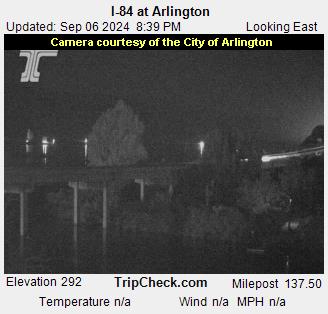 I-84 at Arlington
Updated: Sep 06 2024 8:39 PM Looking East
Camera courtesy of the City of Arlington
Elevation 292 TripCheck.com Milepost 137.50
Temperature n/a Wind n/a MPH n/a